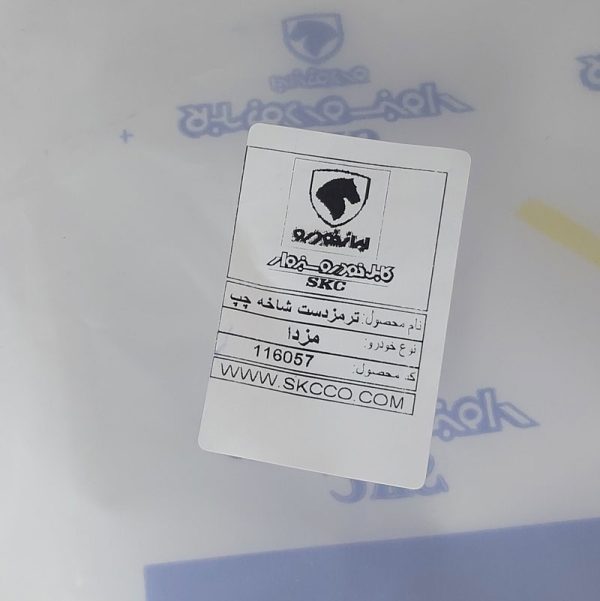 ایران‌خودرو
کابل خودرو سبزوار
SKC
نام محصول: ترمزدست شاخه چپ
نوع خودرو: مزدا
ک. محصول: 116057
WWW.SKCCO.COM